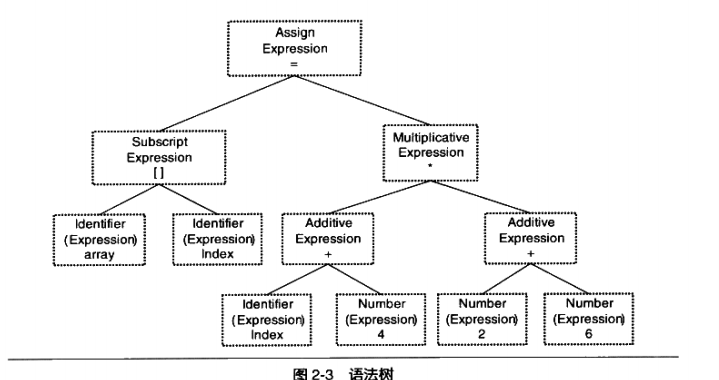 Assign
Expression
=
Subscript
Expression
[ ]
Multiplicative
Expression
*
Identifier
(Expression)
array
Identifier
(Expression)
Index
Additive
Expression
+
Additive
Expression
+
Identifier
(Expression)
Index
Number
(Expression)
4
Number
(Expression)
2
Number
(Expression)
6
图 2-3 语法树